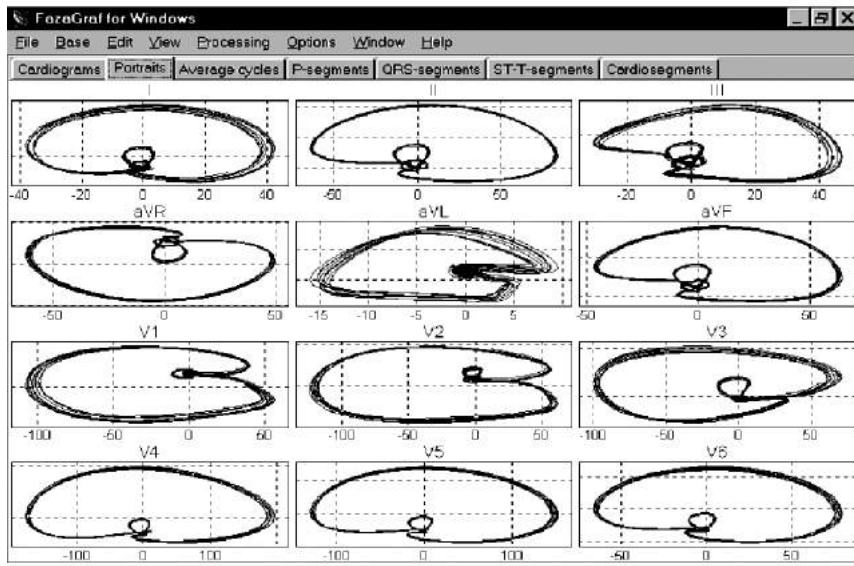 FazaGraf for Windows
File Base Edit View Processing Options Window Help
Cardiograms Portraits Average cycles P-segments QRS-segments ST-T-segments Cardiosegments
I II III
-40 -20 0 20 40 -50 0 50 -20 0 20 40
aVR aVL aVF
-50 0 50 -15 -10 -5 0 5 -50 0 50
V1 V2 V3
-100 -50 0 50 -100 -50 0 50 -100 -50 0 50
V4 V5 V6
-100 0 100 -100 0 100 -50 0 50